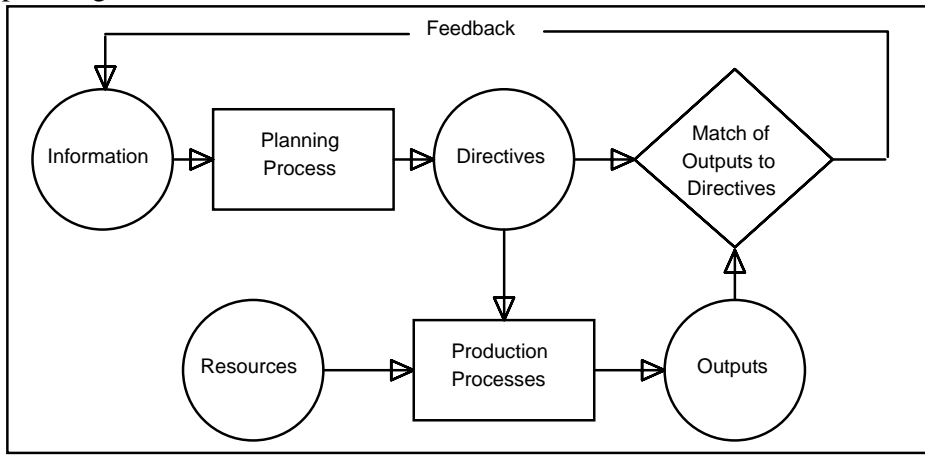 Feedback
Information
Planning
Process
Directives
Match of
Outputs to
Directives
Resources
Production
Processes
Outputs